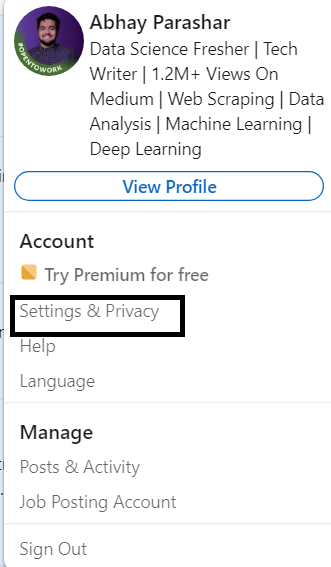 Abhay Parashar
Data Science Fresher | Tech
Writer | 1.2M+ Views On
Medium | Web Scraping | Data
Analysis | Machine Learning |
Deep Learning
#OPENTOWORK
View Profile
Account
Try Premium for free
Settings & Privacy
Help
Language
Manage
Posts & Activity
Job Posting Account
Sign Out